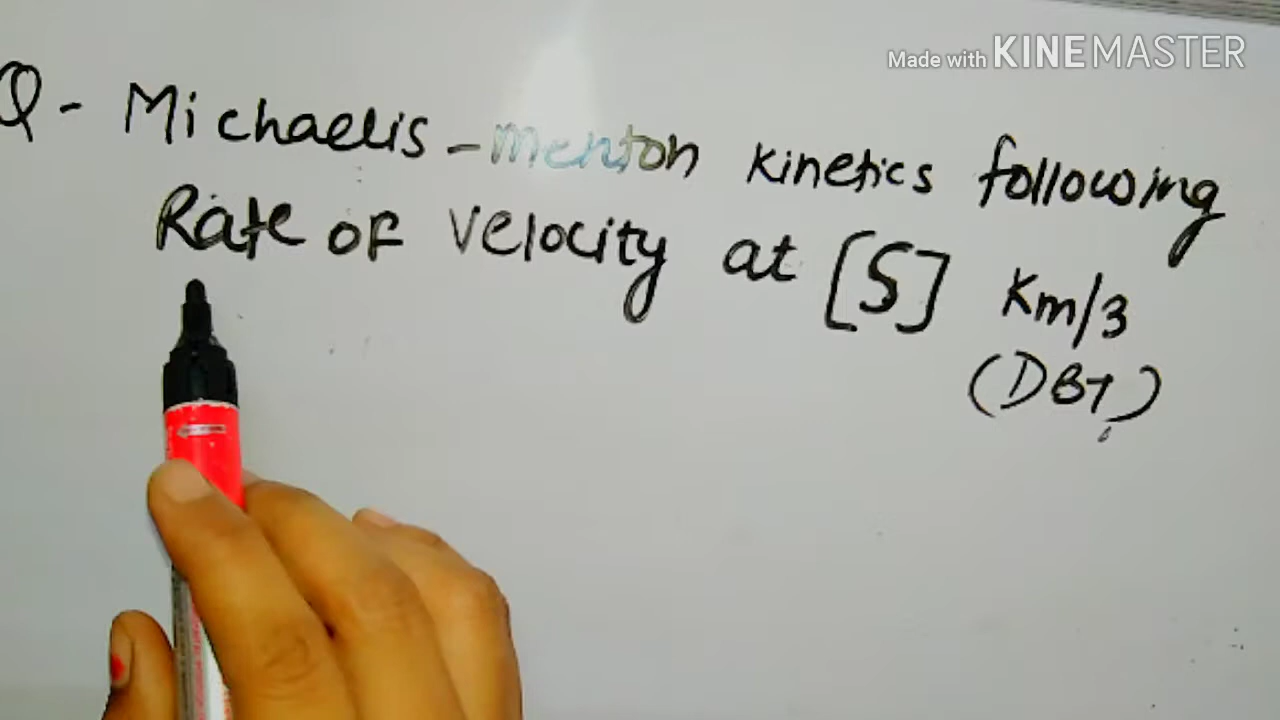 Made with KINEMASTER
Q - Michaelis - menton kinetics following
Rate of velocity at [S] Km/3
(DBT)